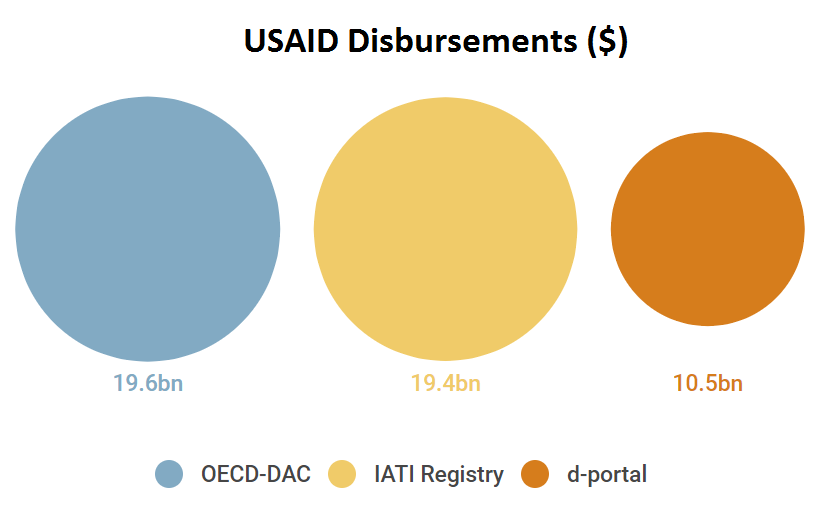 USAID Disbursements ($)
19.6bn 19.4bn 10.5bn
OECD-DAC IATI Registry d-portal